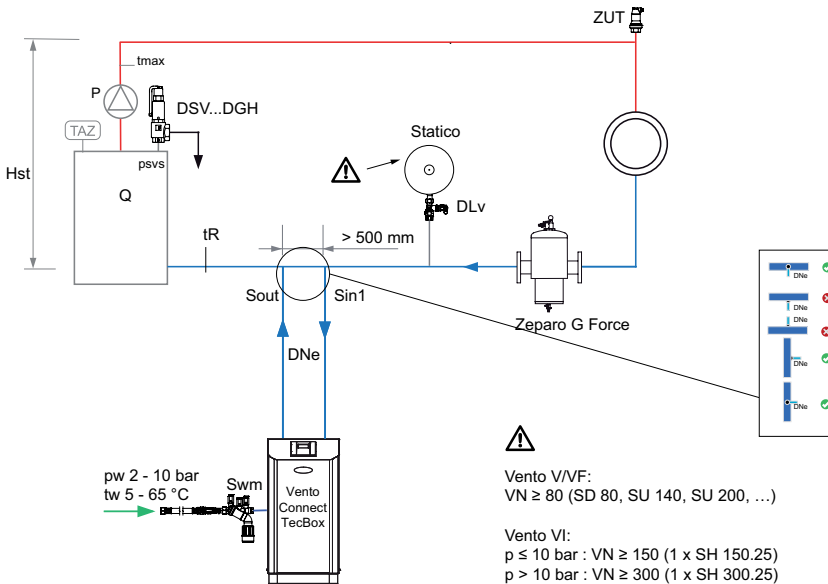 ZUT
tmax
P
DSV...DGH
TAZ
psvs
Hst
Q
Statico
DLv
tR
> 500 mm
Sout
Sin1
Zeparo G Force
DNe
DNe
DNe
DNe
DNe
DNe
pw 2 - 10 bar
tw 5 - 65 °C
Swm
Vento
Connect
TecBox
Vento V/VF:
VN ≥ 80 (SD 80, SU 140, SU 200, …)
Vento VI:
p ≤ 10 bar : VN ≥ 150 (1 x SH 150.25)
p > 10 bar : VN ≥ 300 (1 x SH 300.25)